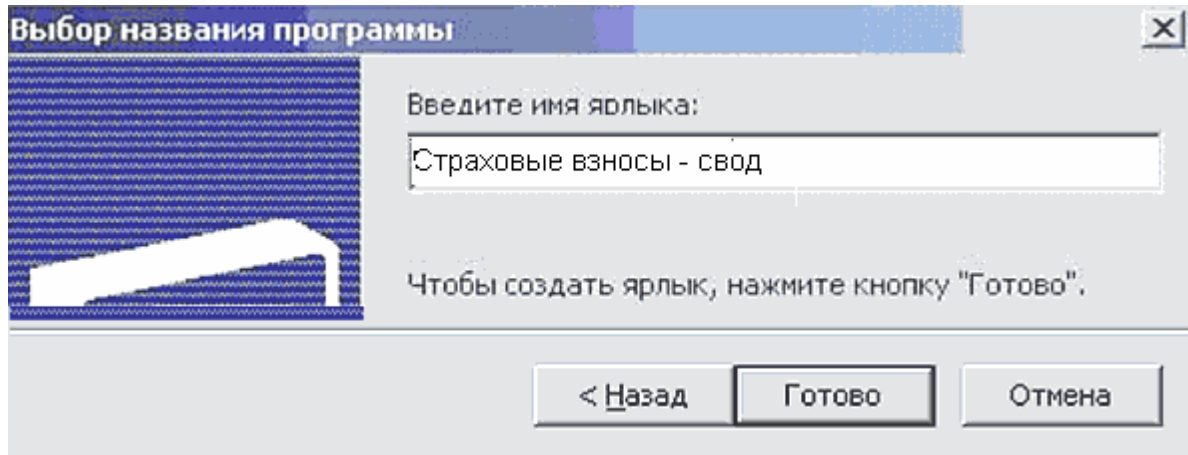 Выбор названия программы
Введите имя ярлыка:
Страховые взносы - свод
Чтобы создать ярлык, нажмите кнопку "Готово".
< Назад Готово Отмена